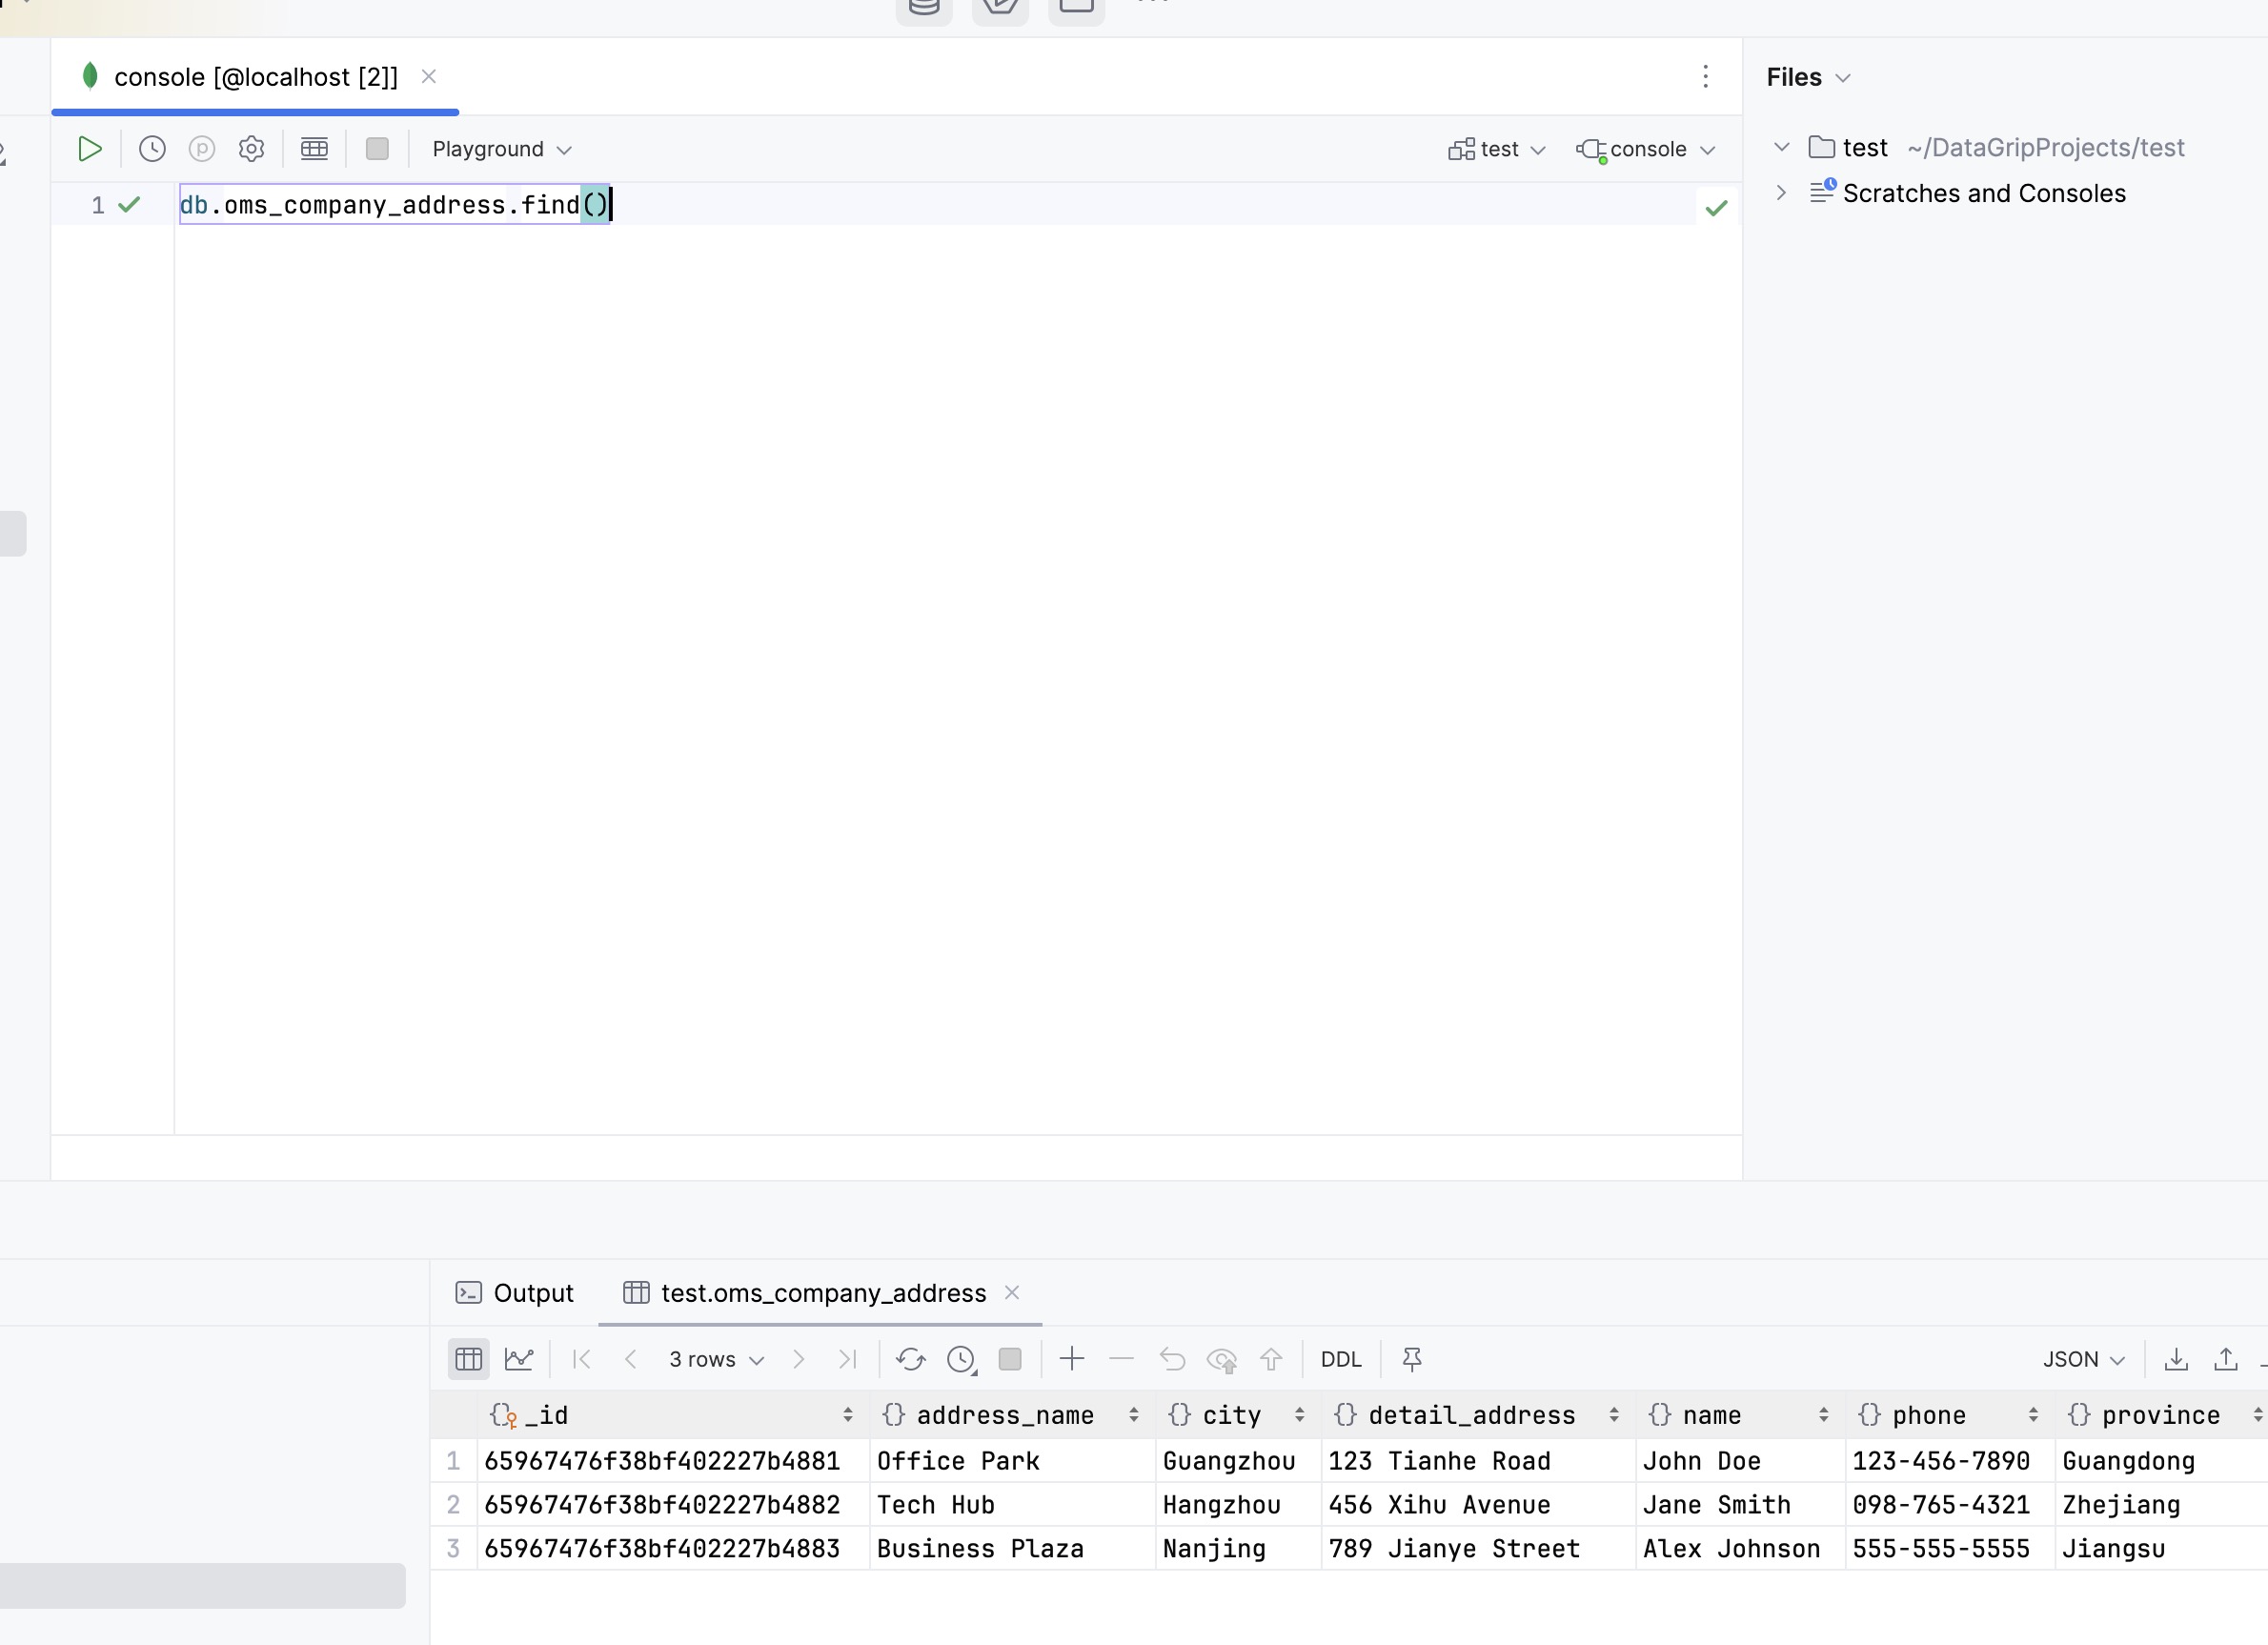 console [@localhost [2]]
Files
Playground
test
console
test ~/DataGripProjects/test
Scratches and Consoles
1
db.oms_company_address.find()
Output
test.oms_company_address
3 rows
DDL
JSON
_id address_name city detail_address name phone province
1 65967476f38bf402227b4881 Office Park Guangzhou 123 Tianhe Road John Doe 123-456-7890 Guangdong
2 65967476f38bf402227b4882 Tech Hub Hangzhou 456 Xihu Avenue Jane Smith 098-765-4321 Zhejiang
3 65967476f38bf402227b4883 Business Plaza Nanjing 789 Jianye Street Alex Johnson 555-555-5555 Jiangsu